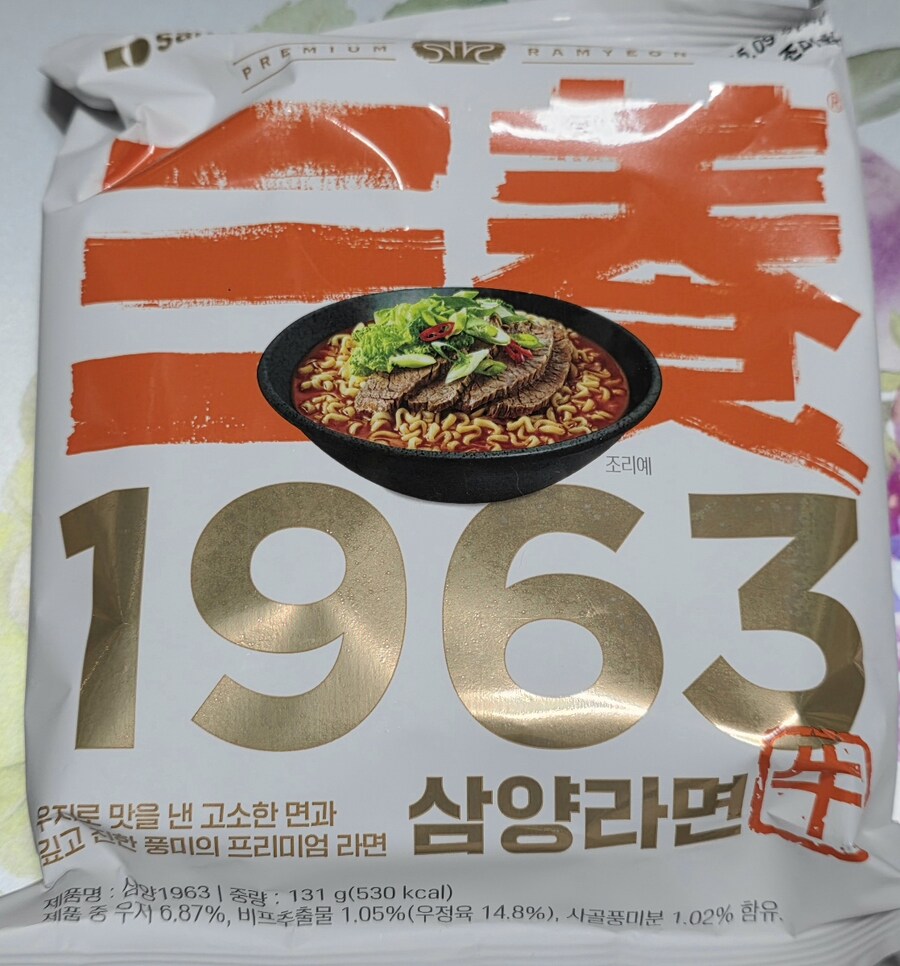 PREMIUM RAMYEON
三養
조리예
1963
삼양라면
牛
우지로 맛을 낸 고소한 면과
깊고 진한 풍미의 프리미엄 라면
제품명 : 삼양1963 | 중량 : 131 g(530 kcal)
제품 중 우지 6.87%, 비프추출물 1.05%(우정육 14.8%), 사골풍미분 1.02% 함유.